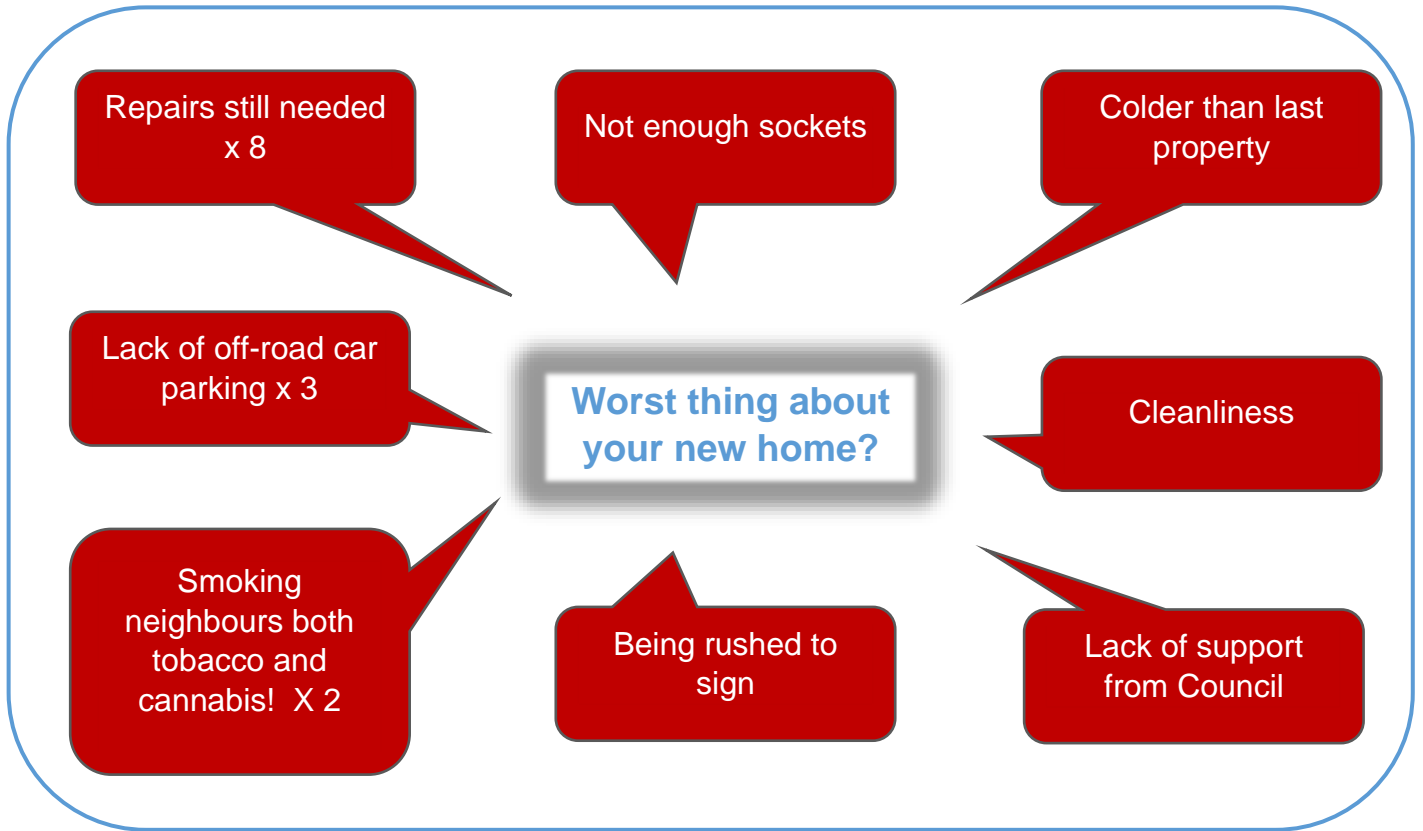 Repairs still needed
x 8
Not enough sockets
Colder than last
property
Lack of off-road car
parking x 3
Worst thing about
your new home?
Cleanliness
Smoking
neighbours both
tobacco and
cannabis!  X 2
Being rushed to
sign
Lack of support
from Council